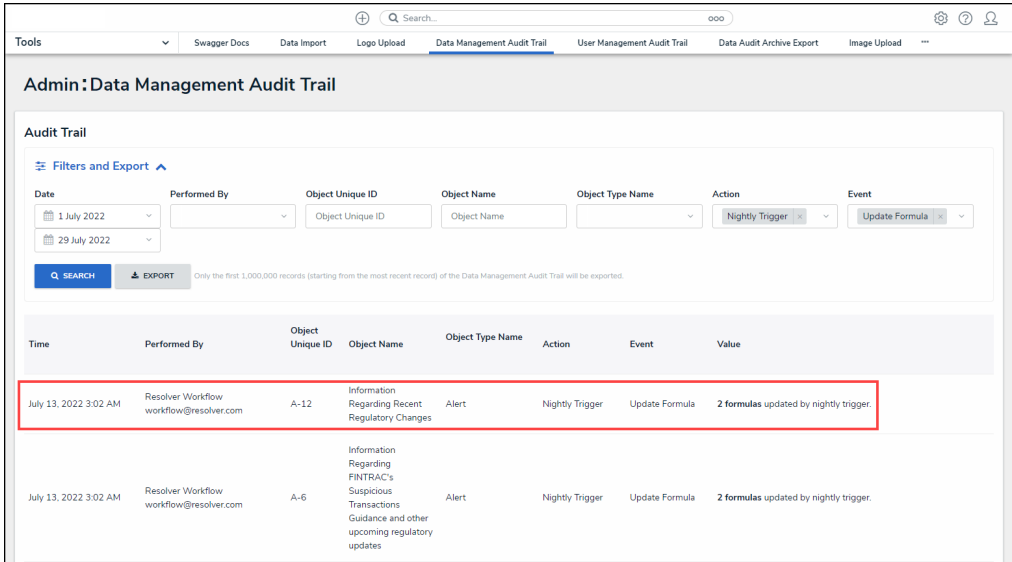 Search...
ooo
Tools
Swagger Docs
Data Import
Logo Upload
Data Management Audit Trail
User Management Audit Trail
Data Audit Archive Export
Image Upload
Admin: Data Management Audit Trail
Audit Trail
Filters and Export
Date
Performed By
Object Unique ID
Object Name
Object Type Name
Action
Event
1 July 2022
Object Unique ID
Object Name
Nightly Trigger ×
Update Formula ×
29 July 2022
SEARCH
EXPORT
Only the first 1,000,000 records (starting from the most recent record) of the Data Management Audit Trail will be exported.
Time
Performed By
Object
Unique ID
Object Name
Object Type Name
Action
Event
Value
July 13, 2022 3:02 AM
Resolver Workflow
workflow@resolver.com
A-12
Information
Regarding Recent
Regulatory Changes
Alert
Nightly Trigger
Update Formula
2 formulas updated by nightly trigger.
July 13, 2022 3:02 AM
Resolver Workflow
workflow@resolver.com
A-6
Information
Regarding
FINTRAC's
Suspicious
Transactions
Guidance and other
upcoming regulatory
updates
Alert
Nightly Trigger
Update Formula
2 formulas updated by nightly trigger.